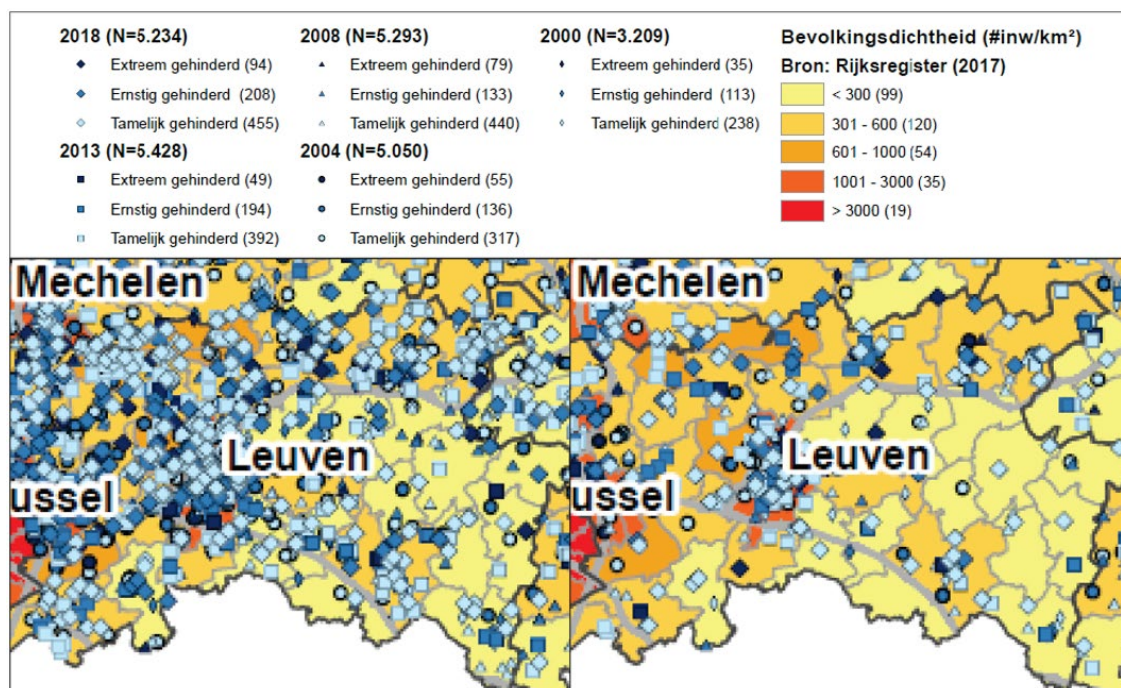 2018 (N=5.234)
Extreem gehinderd (94)
Ernstig gehinderd (208)
Tamelijk gehinderd (455)
2013 (N=5.428)
Extreem gehinderd (49)
Ernstig gehinderd (194)
Tamelijk gehinderd (392)
2008 (N=5.293)
Extreem gehinderd (79)
Ernstig gehinderd (133)
Tamelijk gehinderd (440)
2004 (N=5.050)
Extreem gehinderd (55)
Ernstig gehinderd (136)
Tamelijk gehinderd (317)
2000 (N=3.209)
Extreem gehinderd (35)
Ernstig gehinderd (113)
Tamelijk gehinderd (238)
Bevolkingsdichtheid (#inw/km²)
Bron: Rijksregister (2017)
< 300 (99)
301 - 600 (120)
601 - 1000 (54)
1001 - 3000 (35)
> 3000 (19)
Mechelen
Leuven
ussel
Mechelen
Leuven
ussel